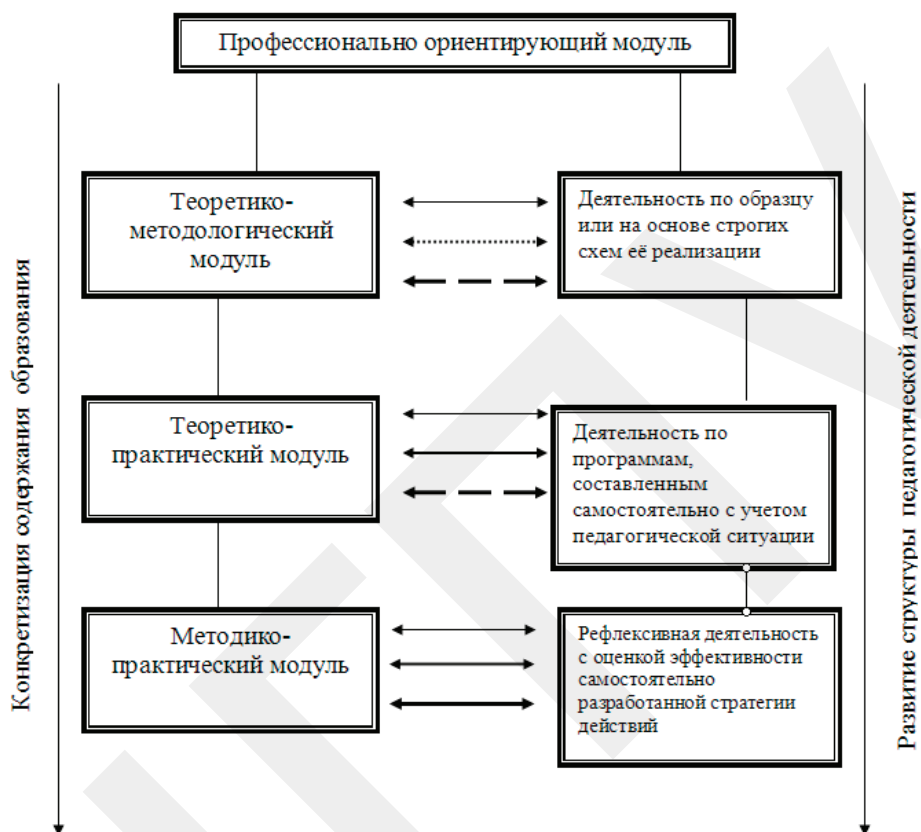 Профессионально ориентирующий модуль
Теоретико-
методологический
модуль
Деятельность по образцу
или на основе строгих
схем её реализации
Теоретико-
практический модуль
Деятельность по
программам,
составленным
самостоятельно с учетом
педагогической ситуации
Методико-
практический модуль
Рефлексивная деятельность
с оценкой эффективности
самостоятельно
разработанной стратегии
действий
Конкретизация содержания образования
Развитие структуры педагогической деятельности